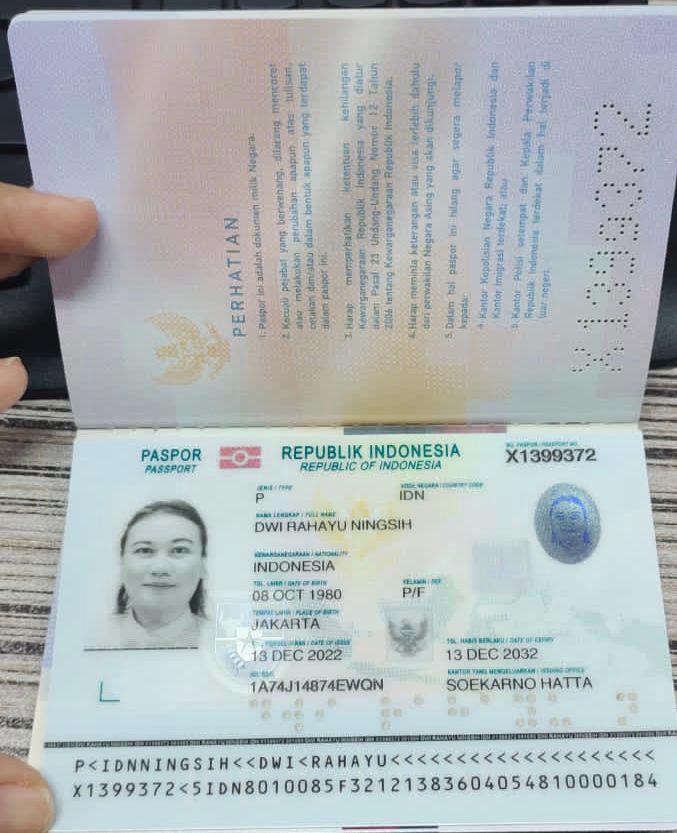 PERHATIAN
1. Paspor ini adalah dokumen milik Negara.
2. Kecuali pejabat yang berwenang, dilarang mencoret
atau melakukan perubahan apapun atas tulisan,
cetakan dan/atau dalam bentuk apapun yang terdapat
dalam paspor ini.
3. Harap memperhatikan ketentuan kehilangan
Kewarganegaraan Republik Indonesia yang diatur
dalam Pasal 23 Undang-Undang Nomor 12 Tahun
2006 tentang Kewarganegaraan Republik Indonesia.
4. Harap meminta keterangan atau visa terlebih dahulu
dari perwakilan Negara Asing yang akan dikunjungi.
5. Dalam hal paspor ini hilang agar segera melapor
kepada:
a. Kantor Kepolisian Negara Republik Indonesia dan
Kantor Imigrasi terdekat; atau
b. Kantor Polisi setempat dan Kepala Perwakilan
Republik Indonesia terdekat dalam hal terjadi di
luar negeri.
X1399372
PASPOR
PASSPORT
REPUBLIK INDONESIA
REPUBLIC OF INDONESIA
NO. PASPOR / PASSPORT NO.
X1399372
JENIS / TYPE
KODE NEGARA / COUNTRY CODE
P
IDN
NAMA LENGKAP / FULL NAME
DWI RAHAYU NINGSIH
KEWARGANEGARAAN / NATIONALITY
INDONESIA
TGL. LAHIR / DATE OF BIRTH
KELAMIN / SEX
08 OCT 1980
P/F
TEMPAT LAHIR / PLACE OF BIRTH
JAKARTA
DATE OF ISSUE
TGL. HABIS BERLAKU / DATE OF EXPIRY
13 DEC 2022
13 DEC 2032
KANTOR YANG MENGELUARKAN / ISSUING OFFICE
1A74J14874EWQN
SOEKARNO HATTA
P<IDNNINGSIH<<DWI<RAHAYU<<<<<<<<<<<<<<<<<<<<
X1399372<5IDN8010085F32121383604054810000184